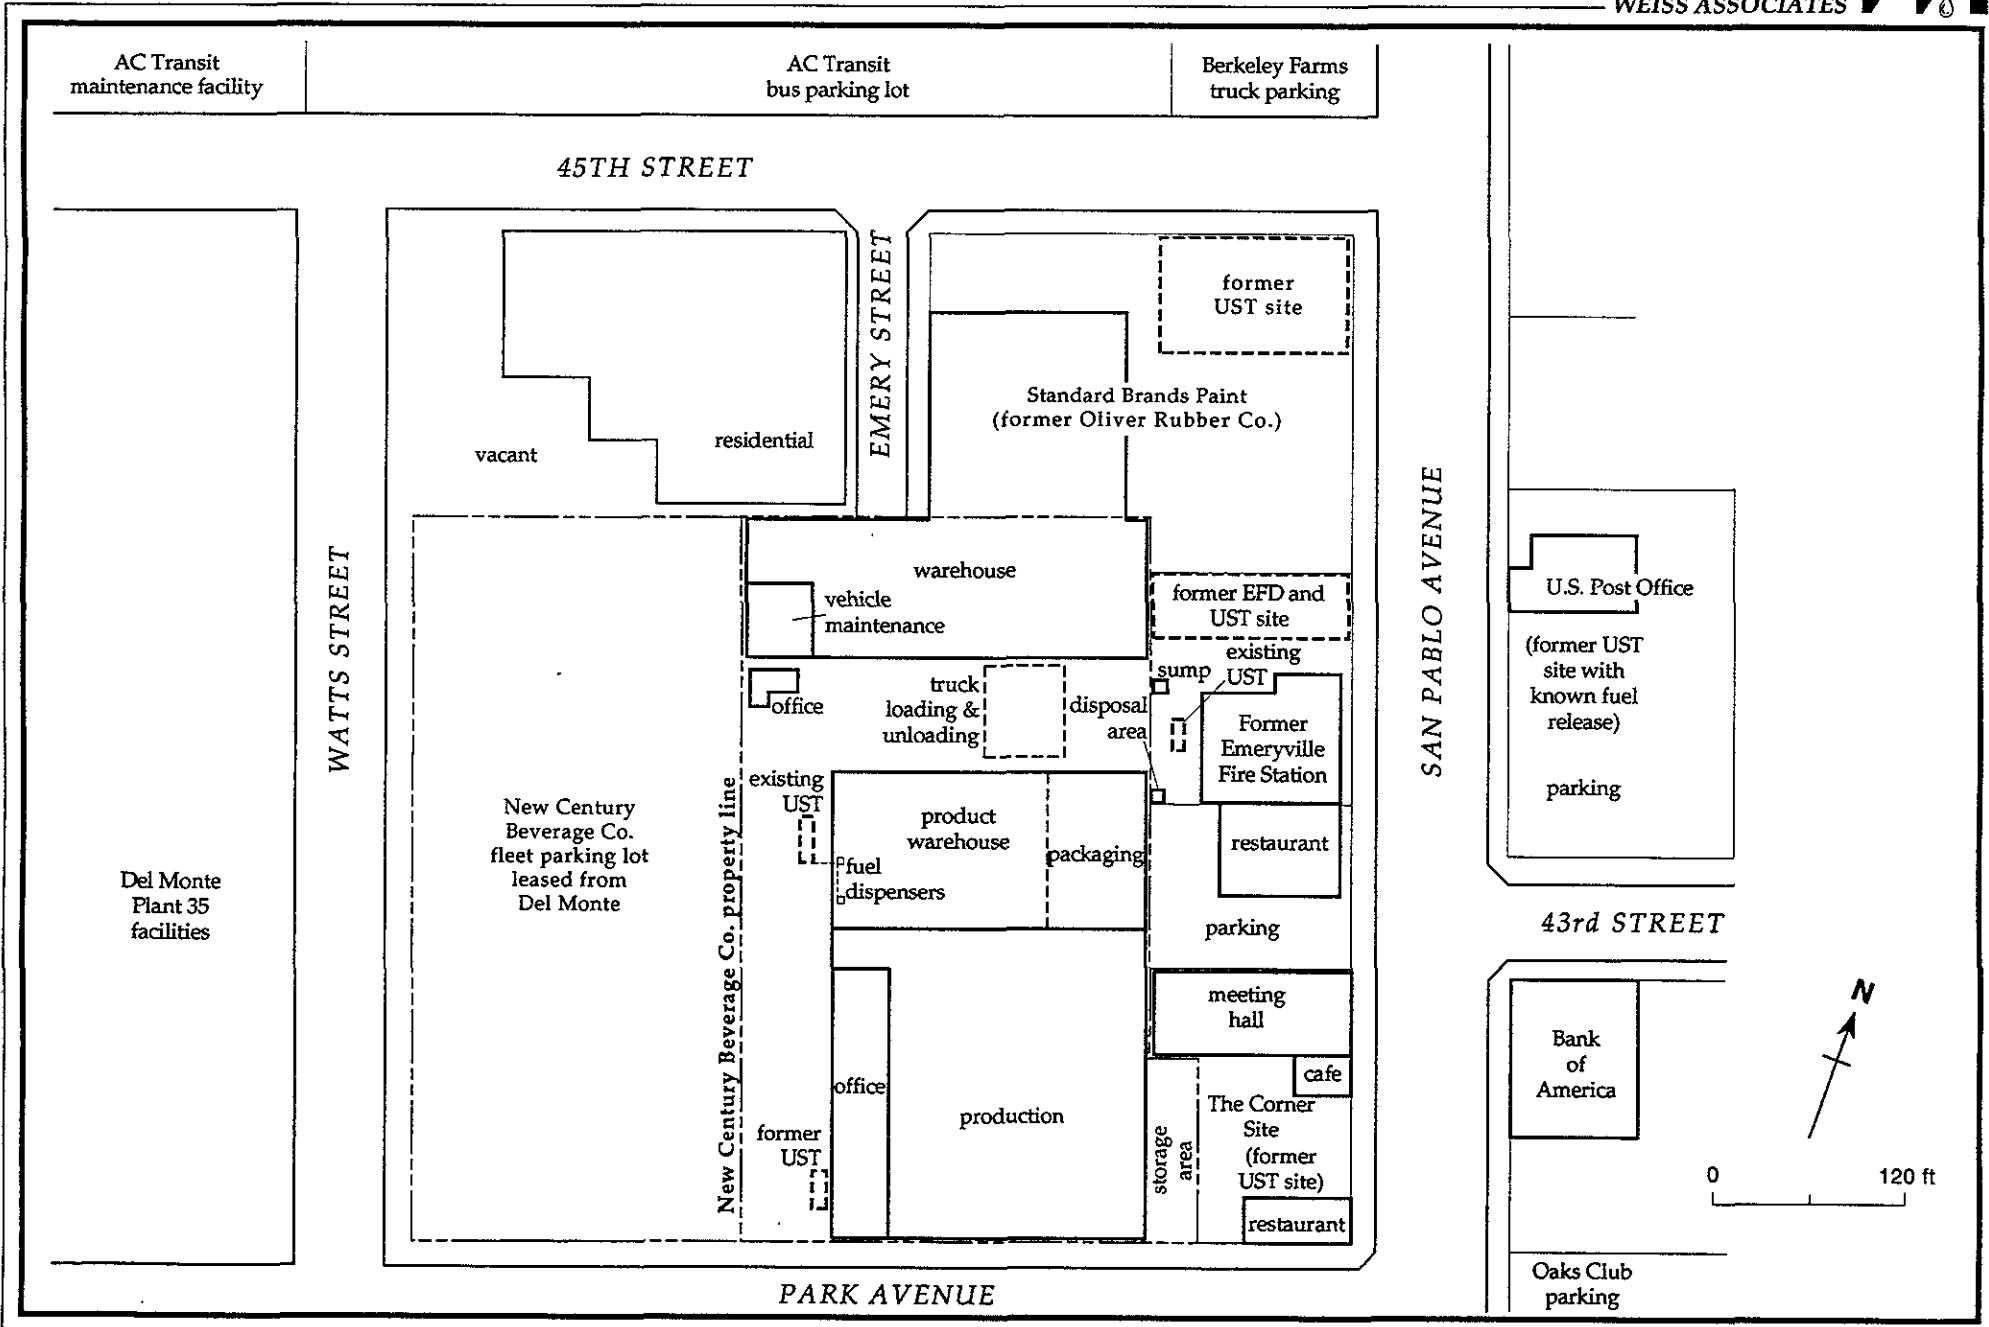 WEISS ASSOCIATES
AC Transit
maintenance facility
AC Transit
bus parking lot
Berkeley Farms
truck parking
45TH STREET
EMERY STREET
former
UST site
Standard Brands Paint
(former Oliver Rubber Co.)
vacant
residential
WATTS STREET
SAN PABLO AVENUE
warehouse
vehicle
maintenance
former EFD and
UST site
U.S. Post Office
(former UST
site with
known fuel
release)
parking
office
truck
loading &
unloading
disposal
area
sump
existing
UST
Former
Emeryville
Fire Station
existing
UST
New Century
Beverage Co.
fleet parking lot
leased from
Del Monte
New Century Beverage Co. property line
product
warehouse
packaging
fuel
dispensers
restaurant
Del Monte
Plant 35
facilities
parking
43rd STREET
meeting
hall
N
Bank
of
America
cafe
office
production
The Corner
Site
(former
UST site)
storage
area
former
UST
restaurant
0 120 ft
PARK AVENUE
Oaks Club
parking